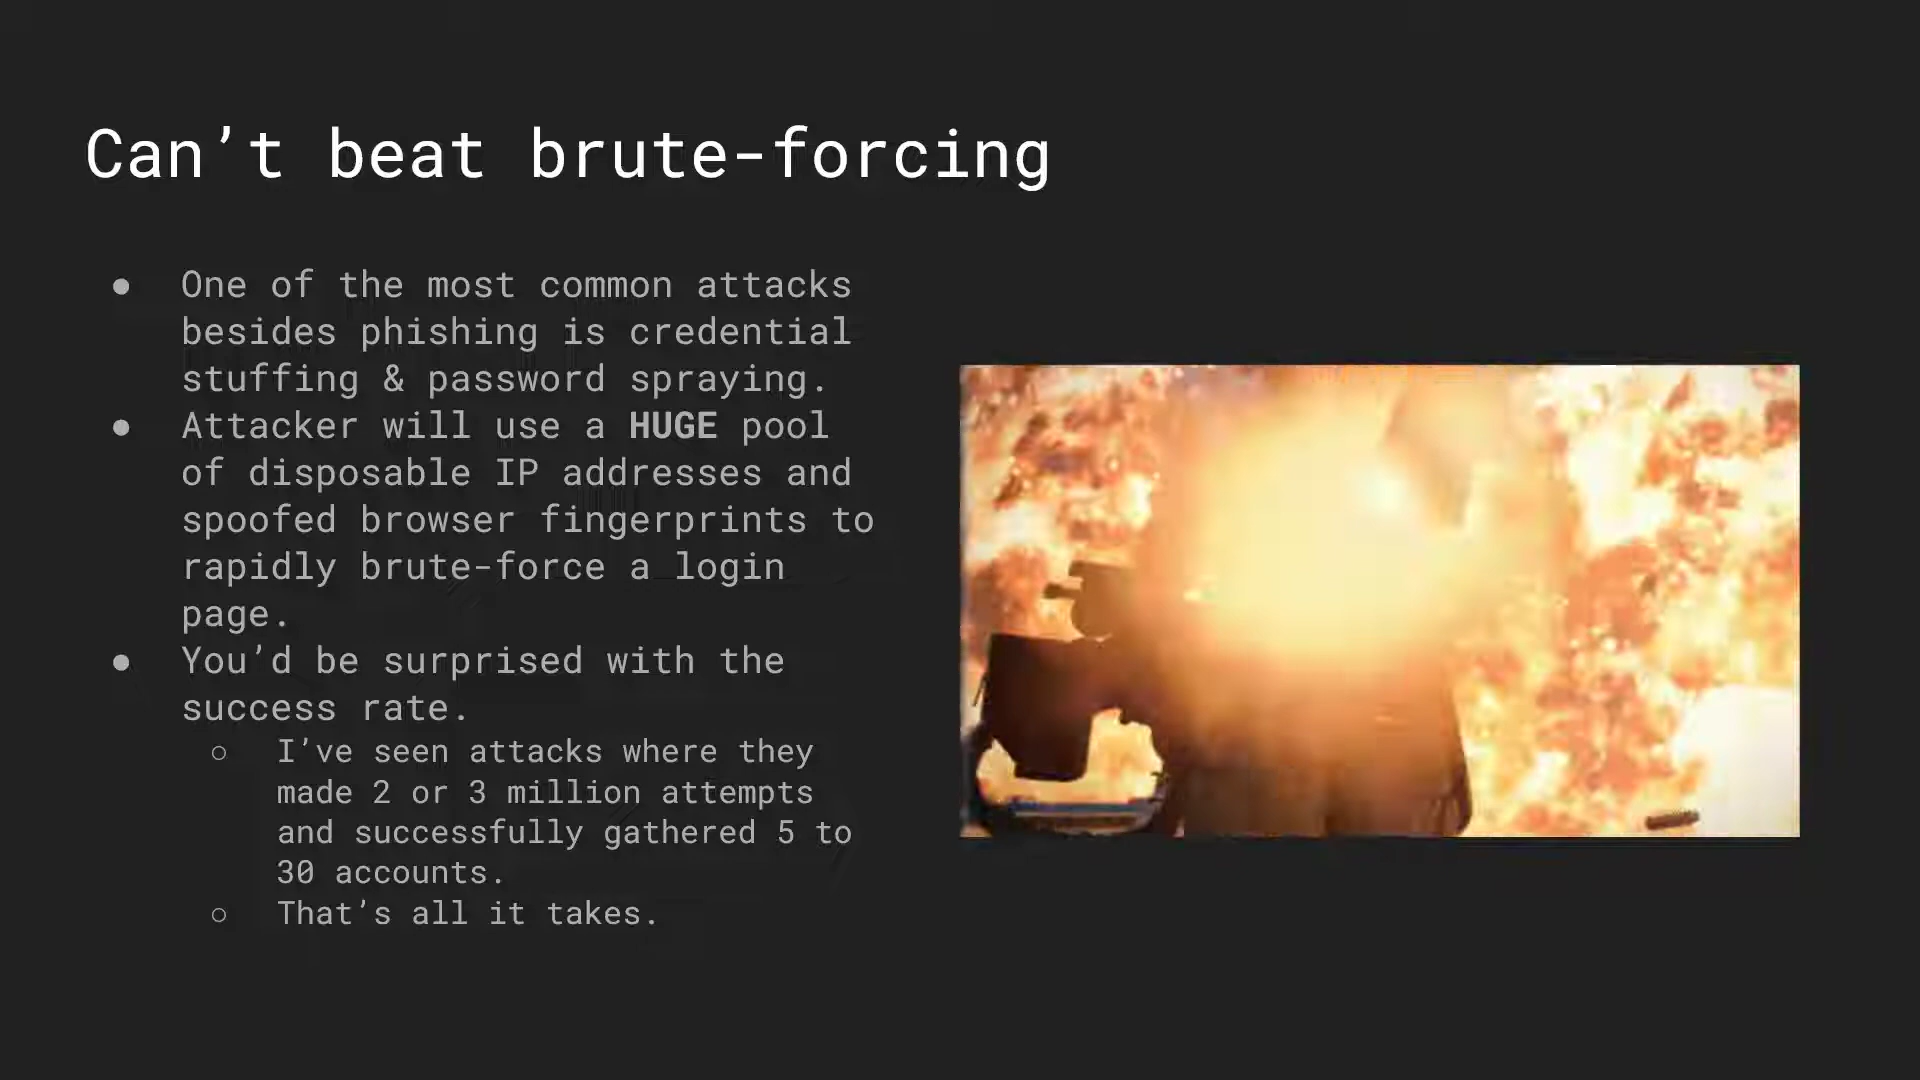 Can’t beat brute-forcing
● One of the most common attacks
besides phishing is credential
stuffing & password spraying.
● Attacker will use a HUGE pool
of disposable IP addresses and
spoofed browser fingerprints to
rapidly brute-force a login
page.
● You’d be surprised with the
success rate.
○ I’ve seen attacks where they
made 2 or 3 million attempts
and successfully gathered 5 to
30 accounts.
○ That’s all it takes.